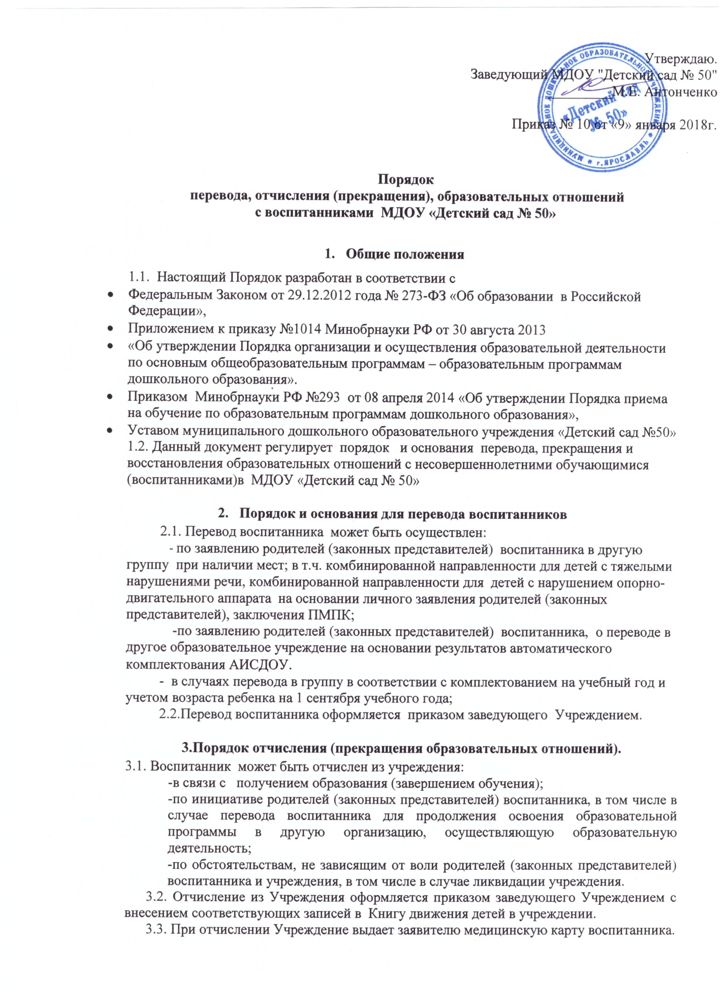 Утверждаю.
Заведующий МДОУ "Детский сад № 50"
_________М.Е. Антонченко
Приказ № 10 от «9» января 2018г.
МУНИЦИПАЛЬНОЕ ДОШКОЛЬНОЕ ОБРАЗОВАТЕЛЬНОЕ УЧРЕЖДЕНИЕ * г.ЯРОСЛАВЛЬ *
«Детский сад
№ 50»
Порядок
перевода, отчисления (прекращения), образовательных отношений
с воспитанниками МДОУ «Детский сад № 50»
1. Общие положения
1.1. Настоящий Порядок разработан в соответствии с
• Федеральным Законом от 29.12.2012 года № 273-ФЗ «Об образовании в Российской
Федерации»,
• Приложением к приказу №1014 Минобрнауки РФ от 30 августа 2013
• «Об утверждении Порядка организации и осуществления образовательной деятельности
по основным общеобразовательным программам – образовательным программам
дошкольного образования».
• Приказом Минобрнауки РФ №293 от 08 апреля 2014 «Об утверждении Порядка приема
на обучение по образовательным программам дошкольного образования»,
• Уставом муниципального дошкольного образовательного учреждения «Детский сад №50»
1.2. Данный документ регулирует порядок и основания перевода, прекращения и
восстановления образовательных отношений с несовершеннолетними обучающимися
(воспитанниками)в МДОУ «Детский сад № 50»
2. Порядок и основания для перевода воспитанников
2.1. Перевод воспитанника может быть осуществлен:
- по заявлению родителей (законных представителей) воспитанника в другую
группу при наличии мест; в т.ч. комбинированной направленности для детей с тяжелыми
нарушениями речи, комбинированной направленности для детей с нарушением опорно-
двигательного аппарата на основании личного заявления родителей (законных
представителей), заключения ПМПК;
-по заявлению родителей (законных представителей) воспитанника, о переводе в
другое образовательное учреждение на основании результатов автоматического
комплектования АИСДОУ.
- в случаях перевода в группу в соответствии с комплектованием на учебный год и
учетом возраста ребенка на 1 сентября учебного года;
2.2.Перевод воспитанника оформляется приказом заведующего Учреждением.
3.Порядок отчисления (прекращения образовательных отношений).
3.1. Воспитанник может быть отчислен из учреждения:
-в связи с получением образования (завершением обучения);
-по инициативе родителей (законных представителей) воспитанника, в том числе в
случае перевода воспитанника для продолжения освоения образовательной
программы в другую организацию, осуществляющую образовательную
деятельность;
-по обстоятельствам, не зависящим от воли родителей (законных представителей)
воспитанника и учреждения, в том числе в случае ликвидации учреждения.
3.2. Отчисление из Учреждения оформляется приказом заведующего Учреждением с
внесением соответствующих записей в Книгу движения детей в учреждении.
3.3. При отчислении Учреждение выдает заявителю медицинскую карту воспитанника.